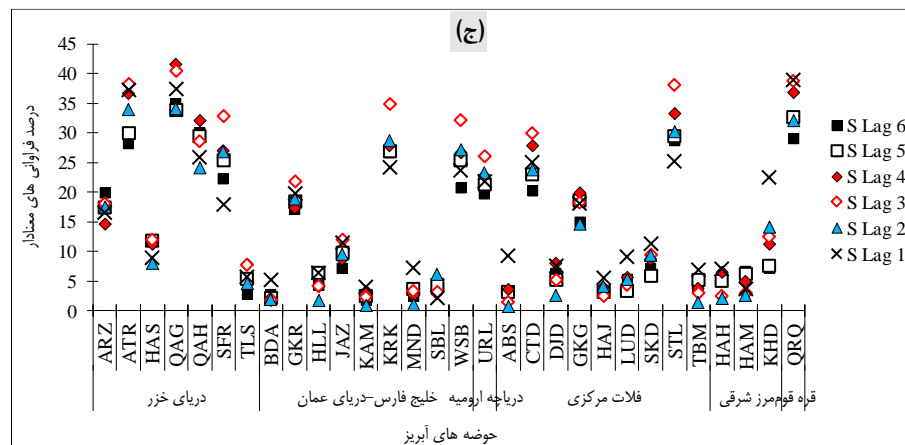 (ج)
درصد فراوانی های معنادار
45
40
35
30
25
20
15
10
5
0
S Lag 6
S Lag 5
S Lag 4
S Lag 3
S Lag 2
S Lag 1
ARZ ATR HAS QAG QAH SFR TLS BDA GKR HLL JAZ KAM KRK MND SBL WSB URL ABS CTD DJD GKG HAJ LUD SKD STL TBM HAH HAM KHD QRQ
دریای خزر
خلیج فارس-دریای عمان
دریاچه ارومیه
فلات مرکزی
مرز شرقی
قره قوم
حوضه های آبریز